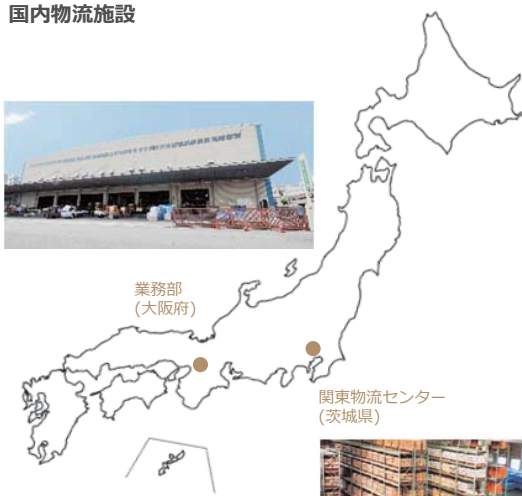 国内物流施設
業務部
(大阪府)
関東物流センター
(茨城県)